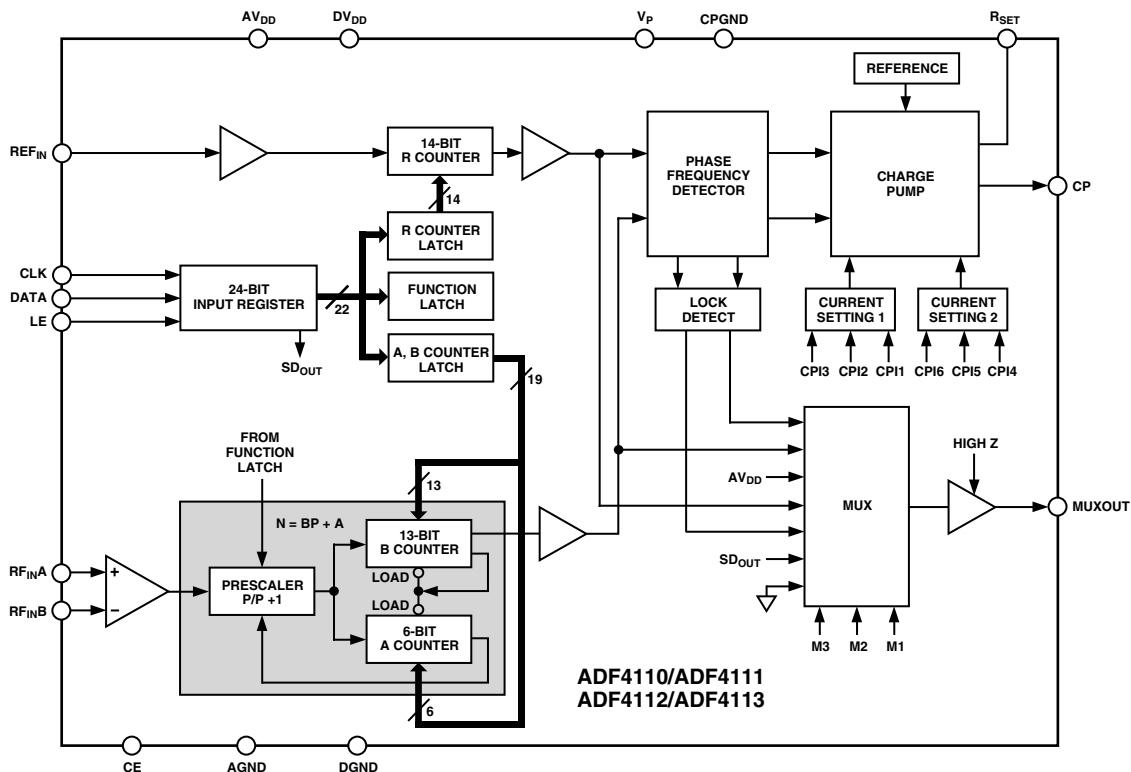 AVDD
DVDD
VP
CPGND
RSET
REFERENCE
REFIN
14-BIT
R COUNTER
PHASE
FREQUENCY
DETECTOR
CHARGE
PUMP
CP
14
R COUNTER
LATCH
CLK
DATA
LE
24-BIT
INPUT REGISTER
22
FUNCTION
LATCH
LOCK
DETECT
CURRENT
SETTING 1
CURRENT
SETTING 2
SDOUT
A, B COUNTER
LATCH
19
CPI3
CPI2
CPI1
CPI6
CPI5
CPI4
FROM
FUNCTION
LATCH
13
HIGH Z
AVDD
MUX
MUXOUT
N = BP + A
13-BIT
B COUNTER
SDOUT
RFINA
RFINB
+
–
PRESCALER
P/P +1
LOAD
LOAD
6-BIT
A COUNTER
M3
M2
M1
6
ADF4110/ADF4111
ADF4112/ADF4113
CE
AGND
DGND